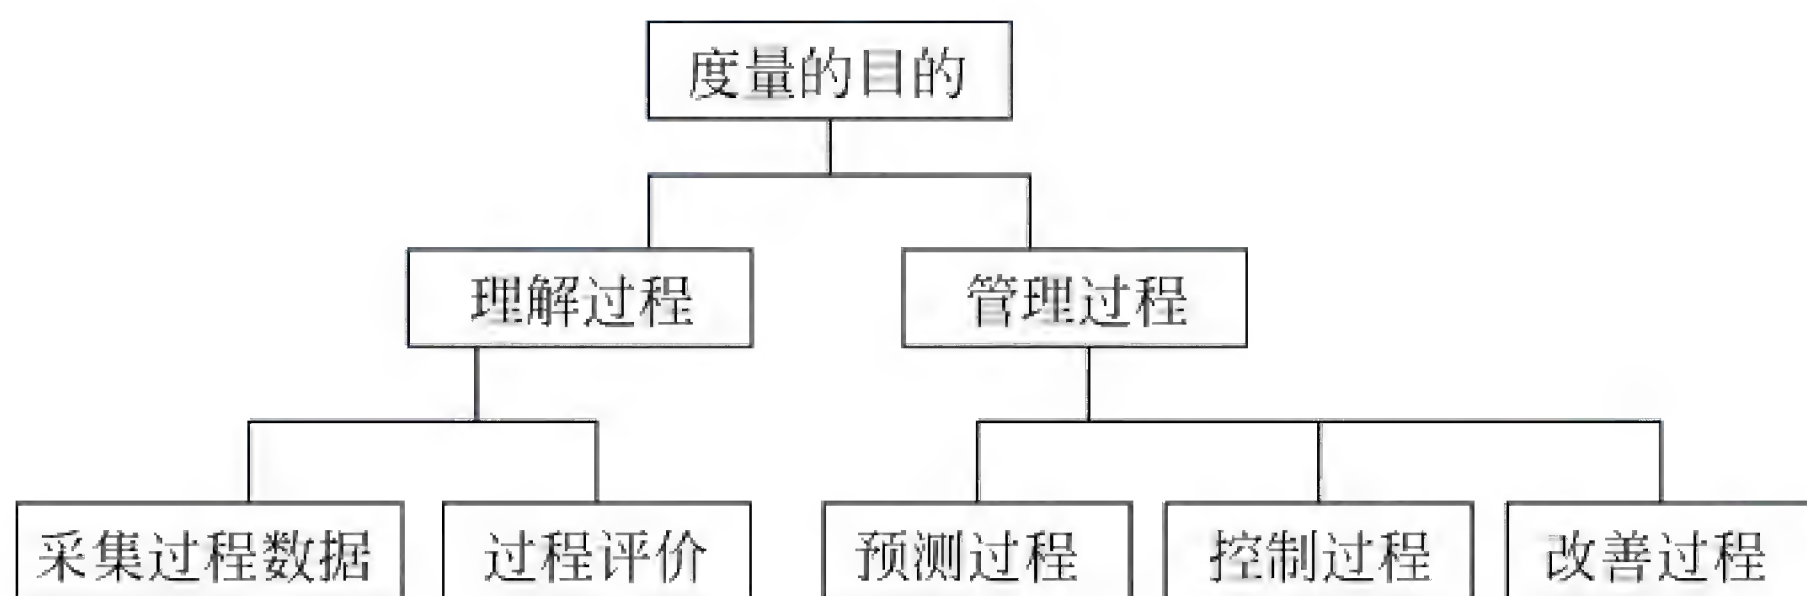 度量的目的
理解过程
管理过程
采集过程数据
过程评价
预测过程
控制过程
改善过程